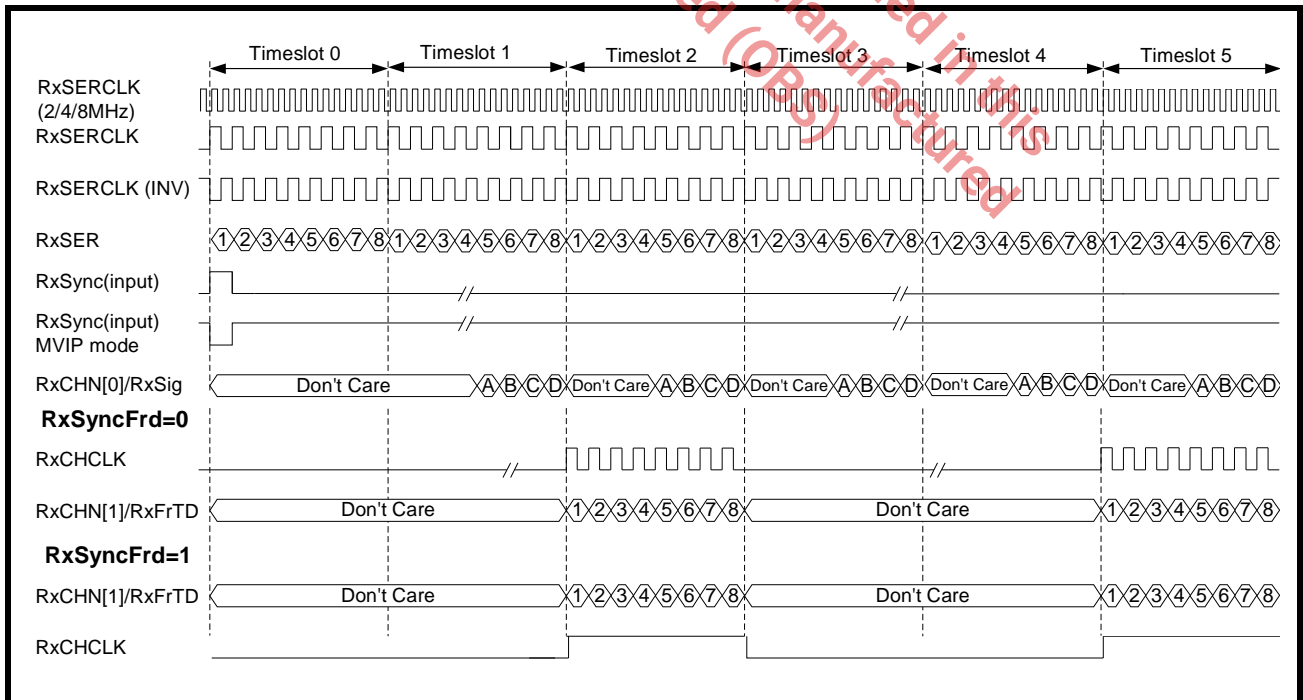 ed in this
manufactured
ed (OBS)
Timeslot 0 Timeslot 1 Timeslot 2 Timeslot 3 Timeslot 4 Timeslot 5
RxSERCLK
(2/4/8MHz)
RxSERCLK
RxSERCLK (INV)
RxSER 1 2 3 4 5 6 7 8 1 2 3 4 5 6 7 8 1 2 3 4 5 6 7 8 1 2 3 4 5 6 7 8 1 2 3 4 5 6 7 8 1 2 3 4 5 6 7 8
RxSync(input)
RxSync(input)
MVIP mode
RxCHN[0]/RxSig Don't Care A B C D Don't Care A B C D Don't Care A B C D Don't Care A B C D Don't Care A B C D
RxSyncFrd=0
RxCHCLK
RxCHN[1]/RxFrTD Don't Care 1 2 3 4 5 6 7 8 Don't Care 1 2 3 4 5 6 7 8
RxSyncFrd=1
RxCHN[1]/RxFrTD Don't Care 1 2 3 4 5 6 7 8 Don't Care 1 2 3 4 5 6 7 8
RxCHCLK